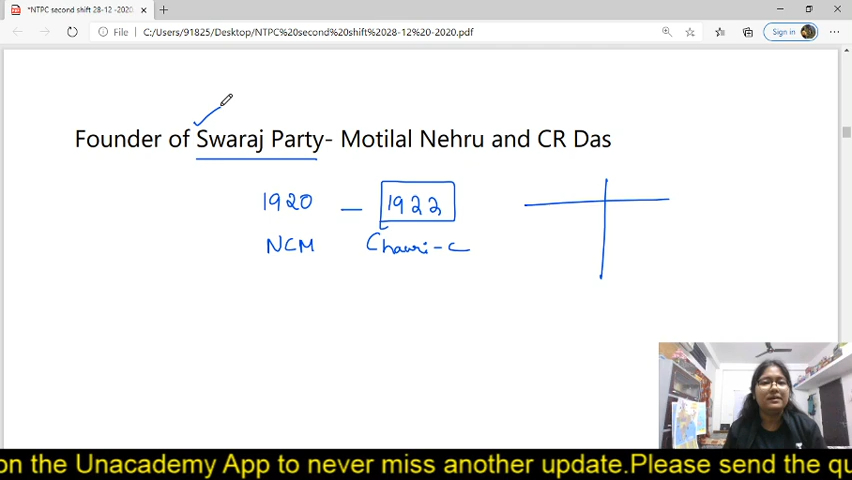 *NTPC second shift 28-12 -2020.p
Sign in
File
C:/Users/91825/Desktop/NTPC%20second%20shift%2028-12%20-2020.pdf
Founder of Swaraj Party- Motilal Nehru and CR Das
1920 - 1922
NCM Chauri-C
on the Unacademy App to never miss another update.Please send the qu